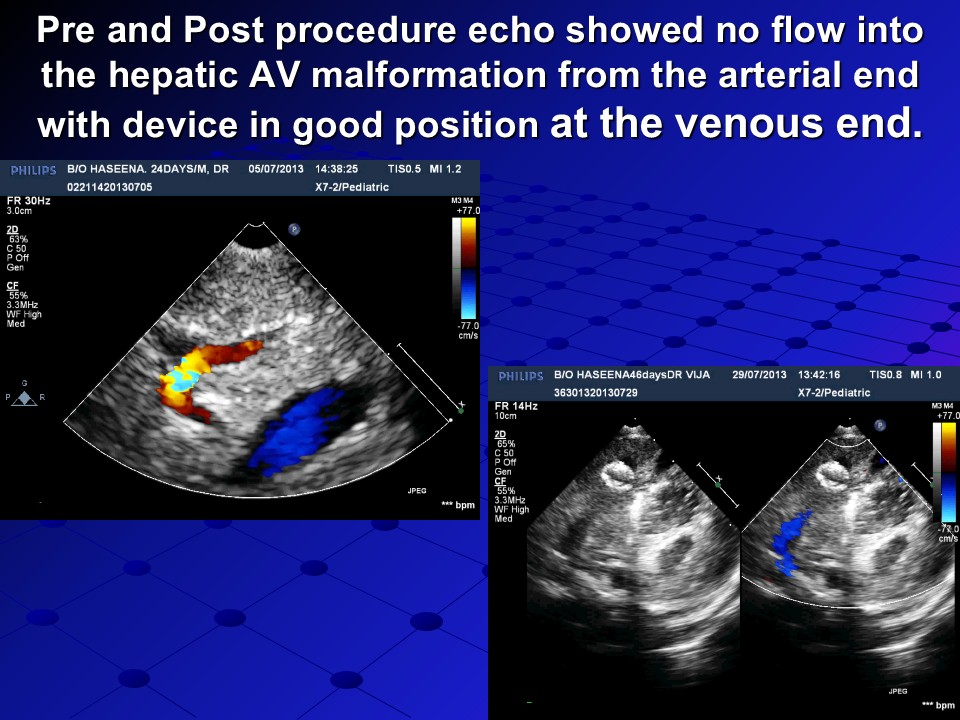 Pre and Post procedure echo showed no flow into
the hepatic AV malformation from the arterial end
with device in good position at the venous end.
PHILIPS B/O HASEENA. 24DAYS/M, DR 05/07/2013 14:38:25 TIS0.5 MI 1.2
02211420130705 X7-2/Pediatric
FR 30Hz M3 M4
3.0cm +77.0
2D
63%
C 50
P Off
Gen
CF
55%
3.3MHz
WF High
Med
-77.0
cm/s
P
G
P R
x
JPEG
*** bpm
PHILIPS B/O HASEENA46daysDR VIJA 29/07/2013 13:42:16 TIS0.8 MI 1.0
36301320130729 X7-2/Pediatric
FR 14Hz M3 M4
10cm +77.0
P
2D
65%
C 50
P Off
Gen
CF
55%
3.3MHz
WF High
Med
x
-77.0
cm/s
JPEG
*** bpm